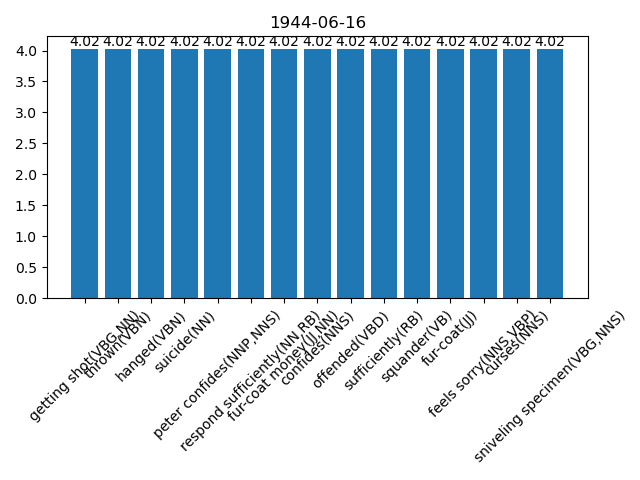 1944-06-16
4.02 4.02 4.02 4.02 4.02 4.02 4.02 4.02 4.02 4.02 4.02 4.02 4.02 4.02 4.02
4.0
3.5
3.0
2.5
2.0
1.5
1.0
0.5
0.0
getting shot(VBG,NN)
thrown(VBN)
hanged(VBN)
suicide(NN)
peter confides(NNP,NNS)
respond sufficiently(NN,RB)
fur-coat money(JJ,NN)
confides(NNS)
offended(VBD)
sufficiently(RB)
squander(VB)
fur-coat(JJ)
feels sorry(NNS,VBP)
curses(NNS)
sniveling specimen(VBG,NNS)